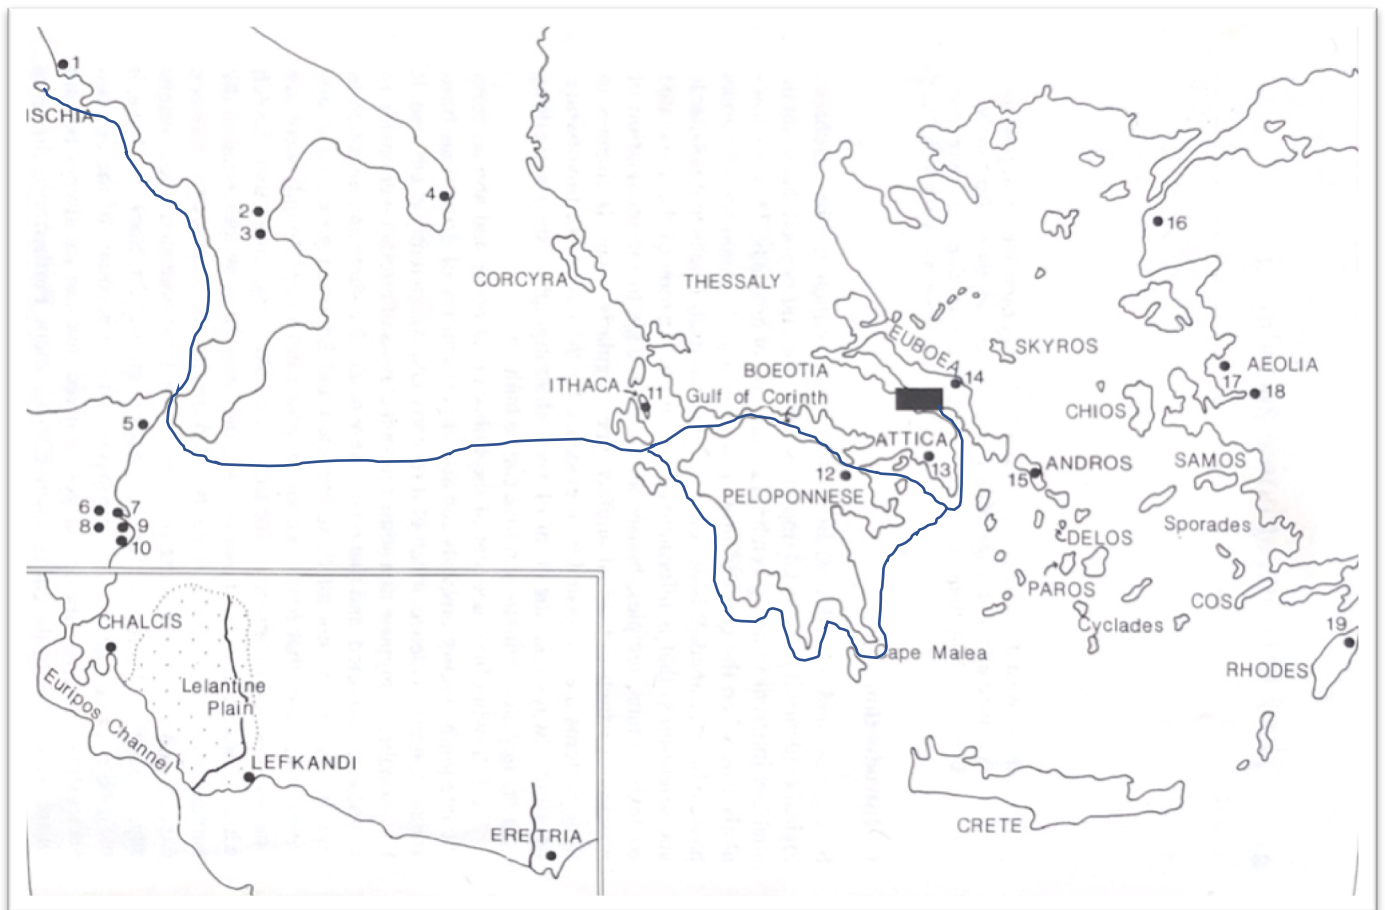 1
ISCHIA
2
3
4
5
6
7
8
9
10
CORCYRA
THESSALY
ITHACA
11
BOEOTIA
Gulf of Corinth
EUBOEA
14
SKYROS
16
AEOLIA
17
18
CHIOS
ATTICA
13
12
PELOPONNESE
ANDROS
15
SAMOS
Sporades
DELOS
PAROS
COS
Cyclades
19
RHODES
Cape Malea
CRETE
CHALCIS
Lelantine
Plain
Euripos Channel
LEFKANDI
ERETRIA